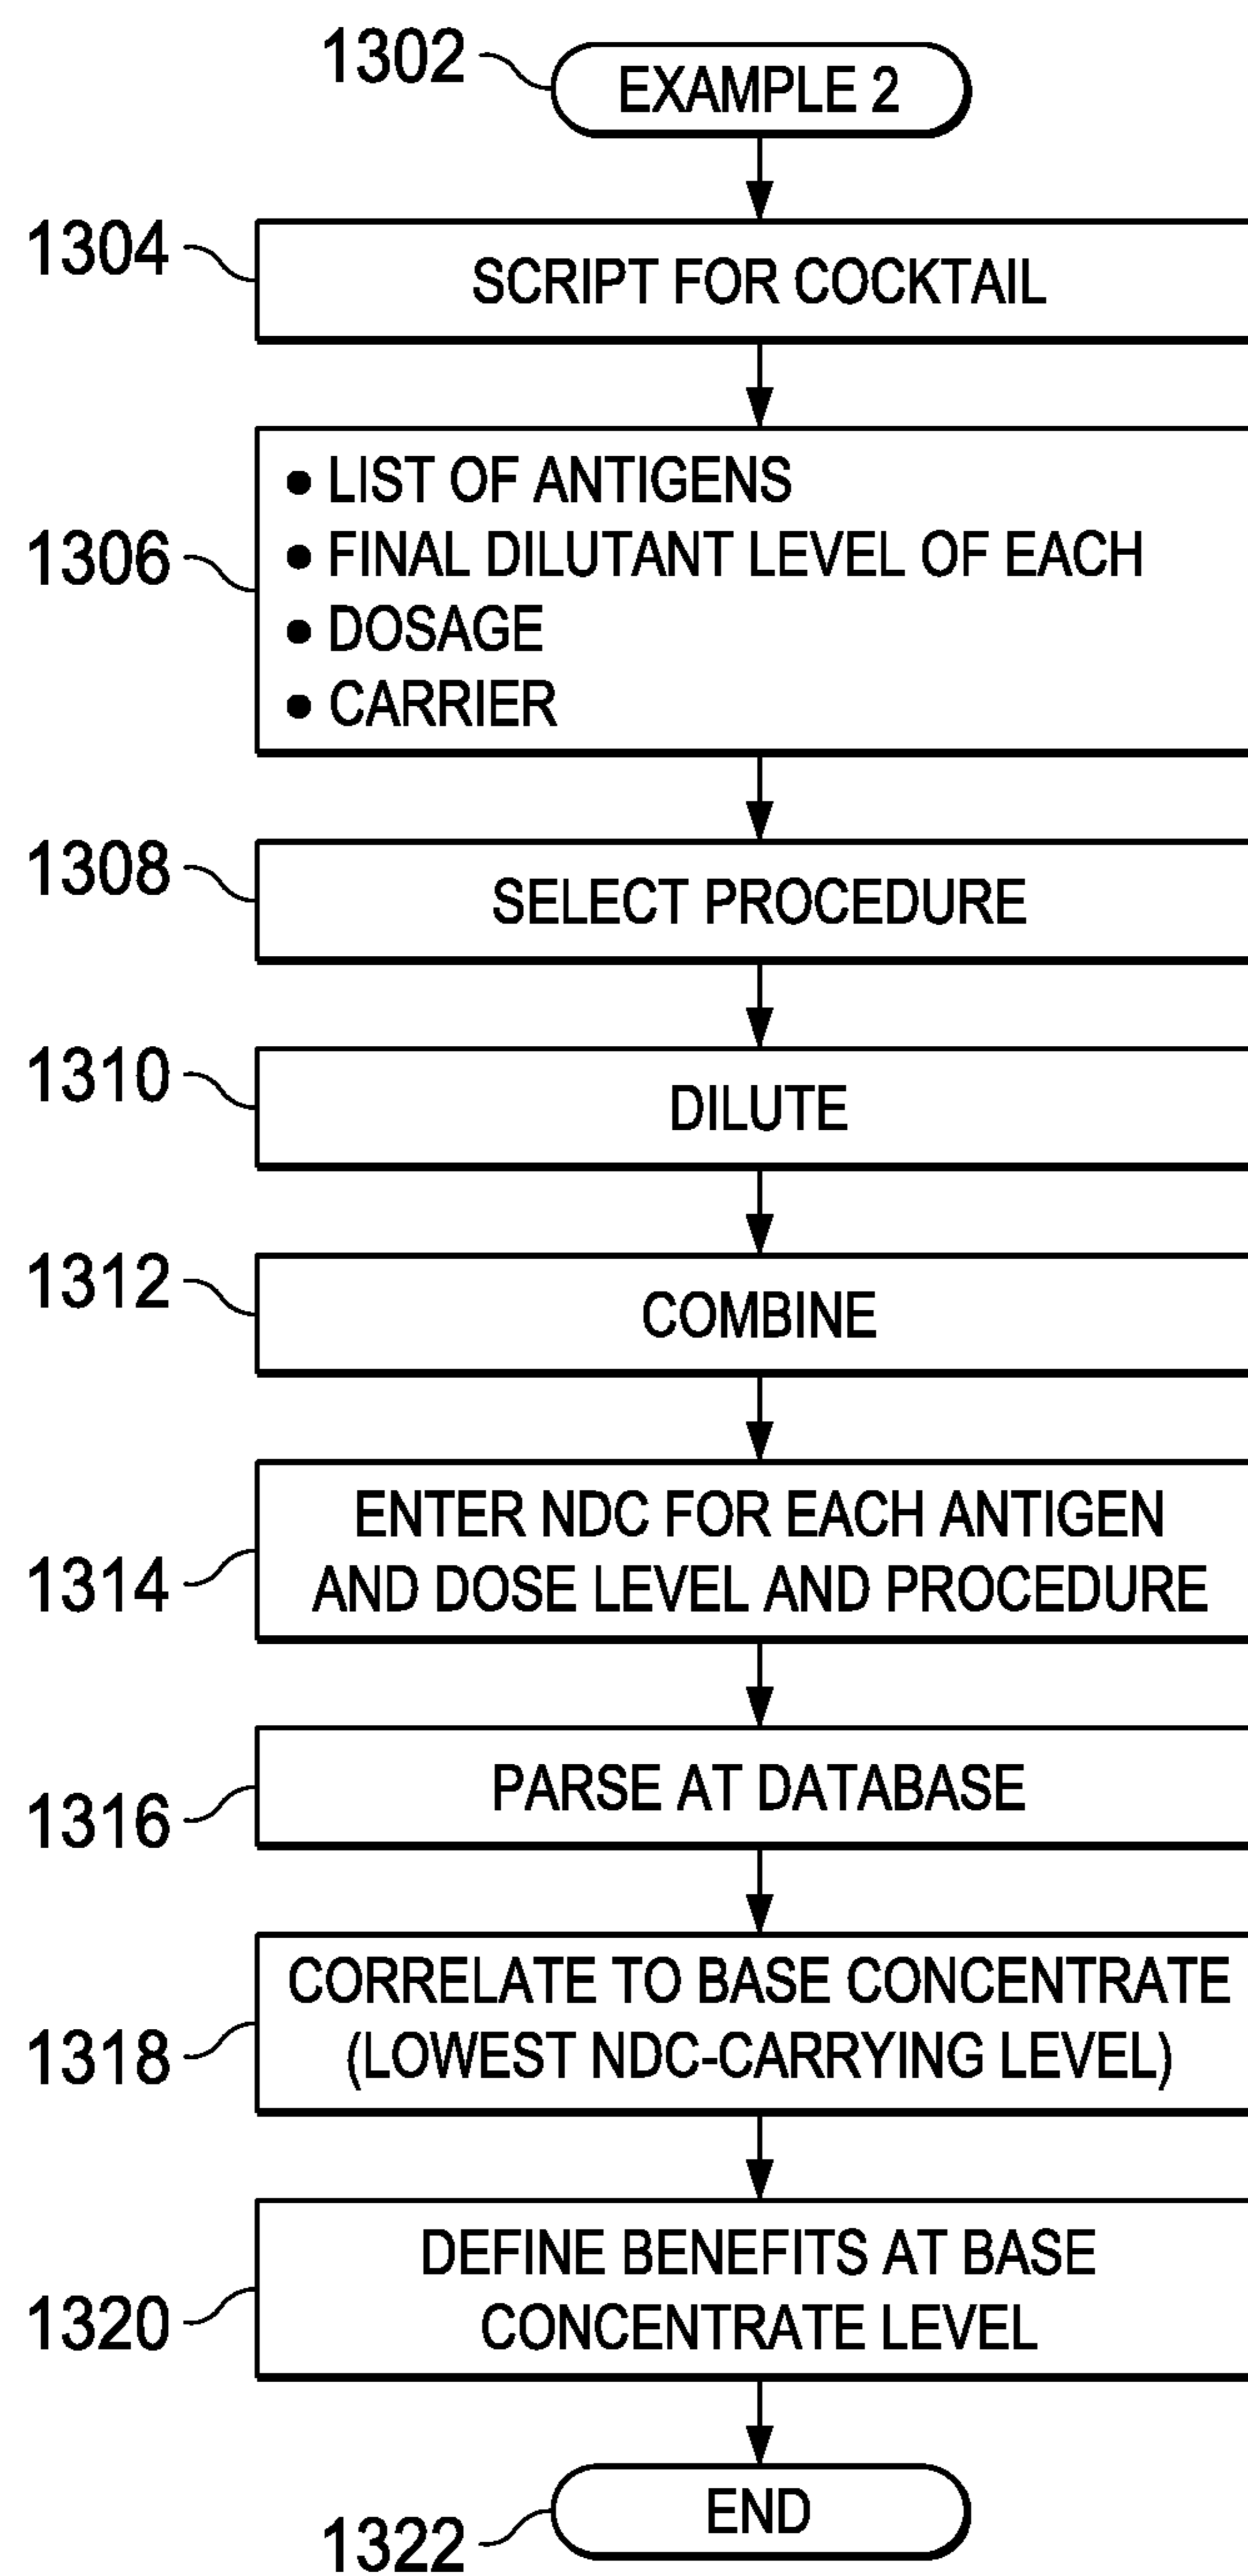 1302
EXAMPLE 2
1304
SCRIPT FOR COCKTAIL
1306
● LIST OF ANTIGENS
● FINAL DILUTANT LEVEL OF EACH
● DOSAGE
● CARRIER
1308
SELECT PROCEDURE
1310
DILUTE
1312
COMBINE
1314
ENTER NDC FOR EACH ANTIGEN
AND DOSE LEVEL AND PROCEDURE
1316
PARSE AT DATABASE
1318
CORRELATE TO BASE CONCENTRATE
(LOWEST NDC-CARRYING LEVEL)
1320
DEFINE BENEFITS AT BASE
CONCENTRATE LEVEL
1322
END